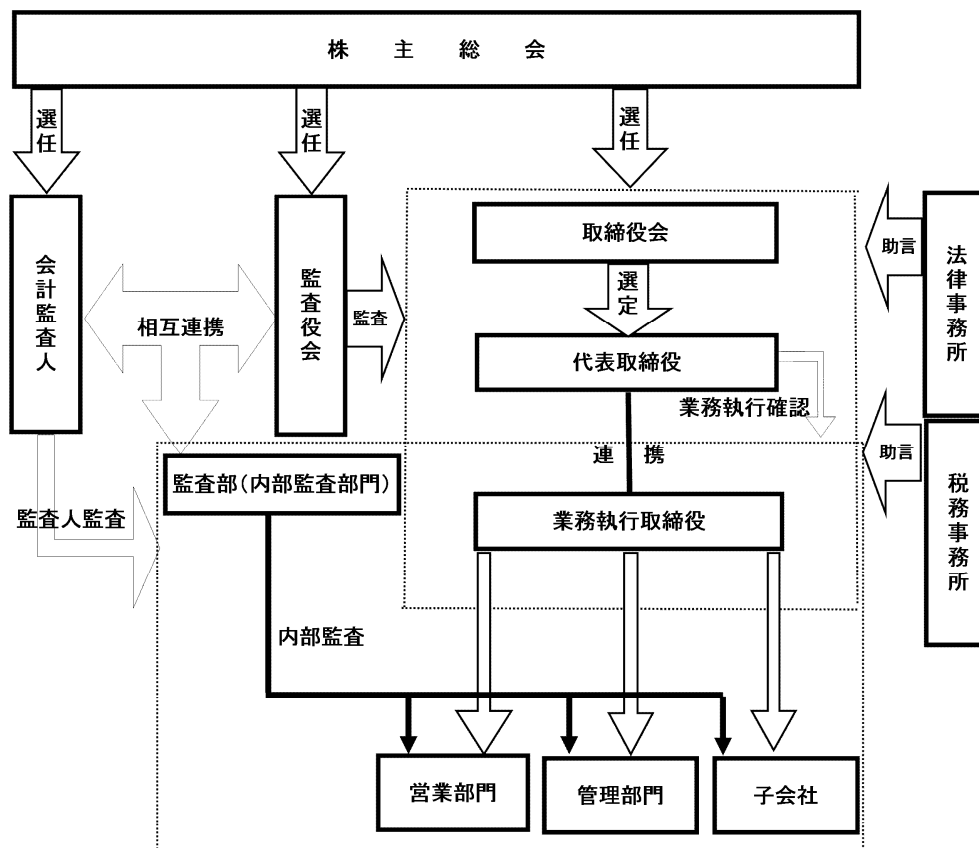 株主総会
選任
選任
選任
会計監査人
監査役会
取締役会
法律事務所
助言
選定
相互連携
監査
代表取締役
業務執行確認
助言
連携
監査部(内部監査部門)
税務事務所
監査人監査
業務執行取締役
内部監査
営業部門
管理部門
子会社